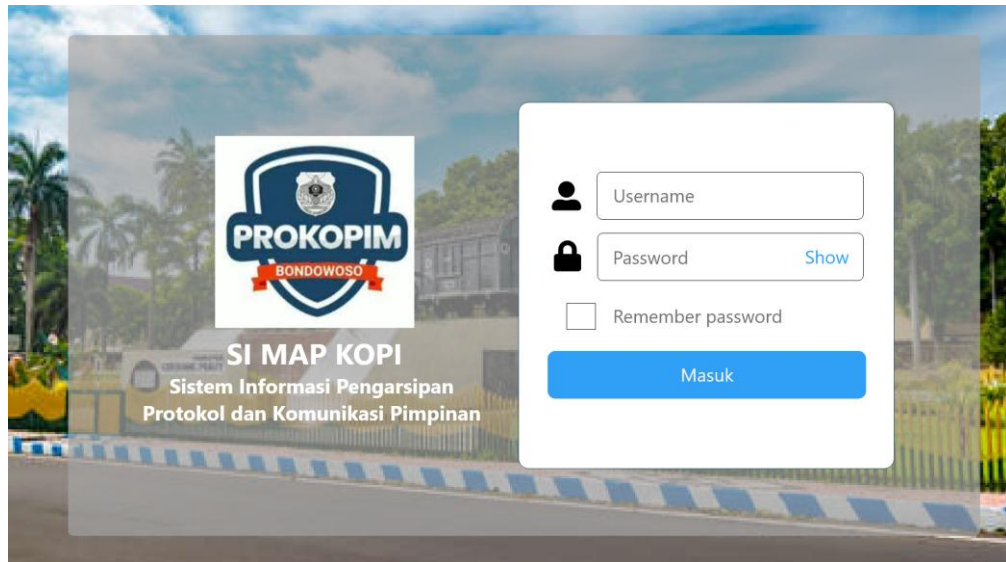 PROKOPIM
BONDOWOSO
SI MAP KOPI
Sistem Informasi Pengarsipan
Protokol dan Komunikasi Pimpinan
Username
Password Show
Remember password
Masuk